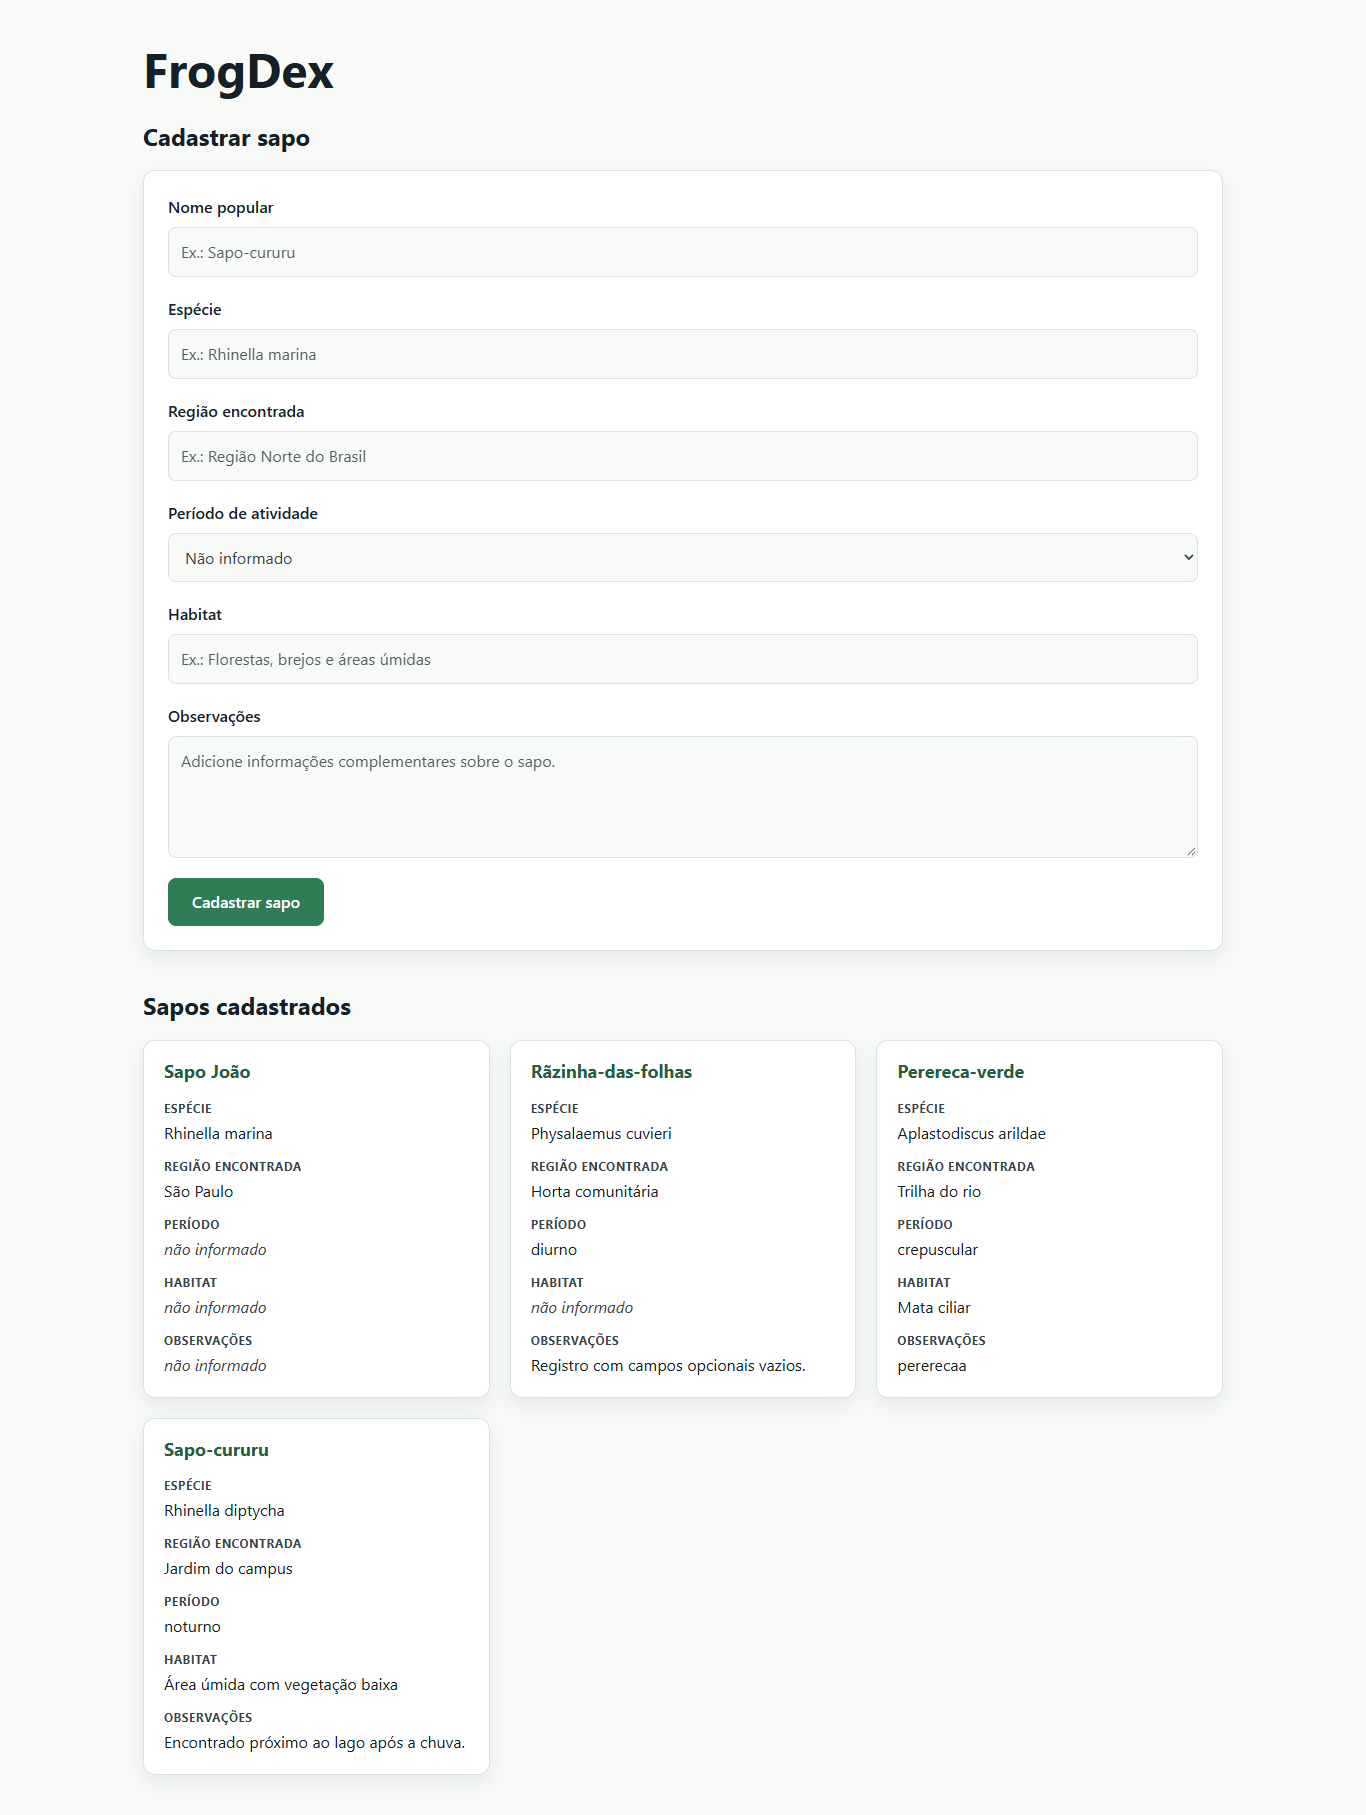 FrogDex
Cadastrar sapo
Nome popular
Ex.: Sapo-cururu
Espécie
Ex.: Rhinella marina
Região encontrada
Ex.: Região Norte do Brasil
Período de atividade
Não informado
Habitat
Ex.: Florestas, brejos e áreas úmidas
Observações
Adicione informações complementares sobre o sapo.
Cadastrar sapo
Sapos cadastrados
Sapo João
ESPÉCIE
Rhinella marina
REGIÃO ENCONTRADA
São Paulo
PERÍODO
não informado
HABITAT
não informado
OBSERVAÇÕES
não informado
Rãzinha-das-folhas
ESPÉCIE
Physalaemus cuvieri
REGIÃO ENCONTRADA
Horta comunitária
PERÍODO
diurno
HABITAT
não informado
OBSERVAÇÕES
Registro com campos opcionais vazios.
Perereca-verde
ESPÉCIE
Aplastodiscus arildae
REGIÃO ENCONTRADA
Trilha do rio
PERÍODO
crepuscular
HABITAT
Mata ciliar
OBSERVAÇÕES
pererecaa
Sapo-cururu
ESPÉCIE
Rhinella diptycha
REGIÃO ENCONTRADA
Jardim do campus
PERÍODO
noturno
HABITAT
Área úmida com vegetação baixa
OBSERVAÇÕES
Encontrado próximo ao lago após a chuva.